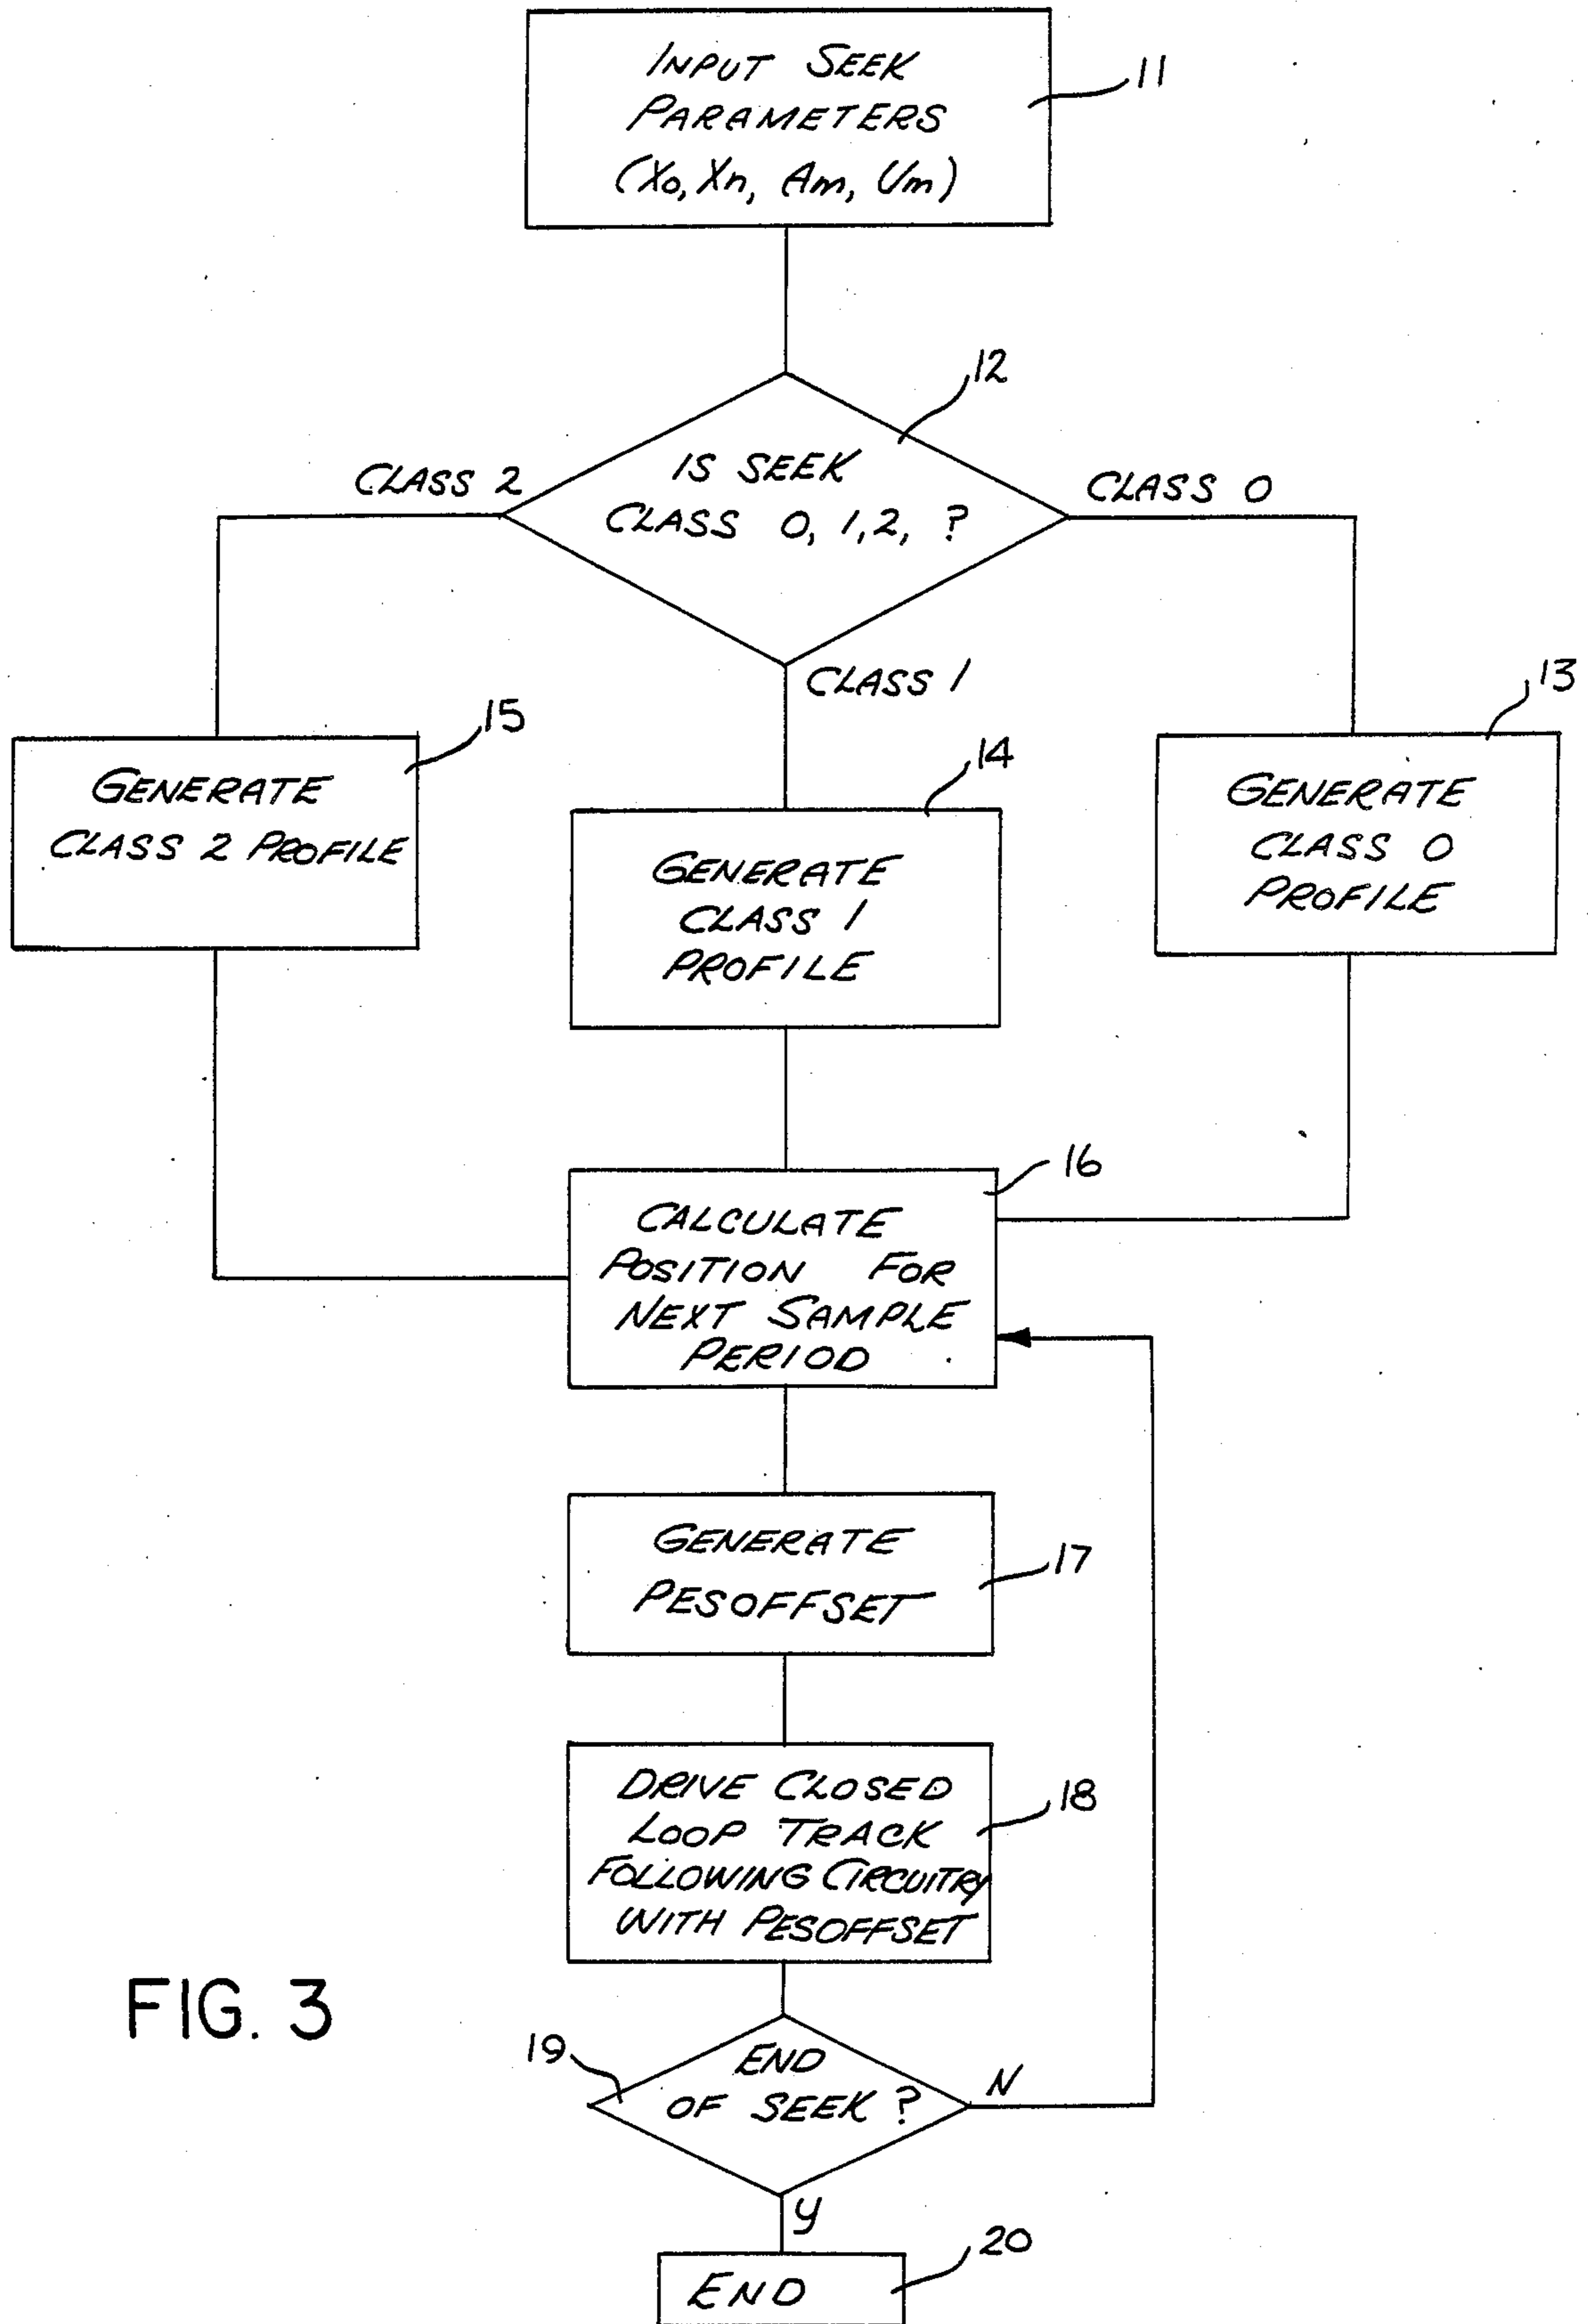 INPUT SEEK
PARAMETERS
(Xo, Xn, Am, Um)
11
12
IS SEEK
CLASS 0, 1,2, ?
CLASS 2
CLASS 0
CLASS 1
15
GENERATE
CLASS 2 PROFILE
14
GENERATE
CLASS 1
PROFILE
13
GENERATE
CLASS 0
PROFILE
16
CALCULATE
POSITION FOR
NEXT SAMPLE
PERIOD
GENERATE
PESOFFSET
17
DRIVE CLOSED
LOOP TRACK
FOLLOWING CIRCUITRY
WITH PESOFFSET
18
FIG. 3
19
END
OF SEEK ?
N
Y
20
END